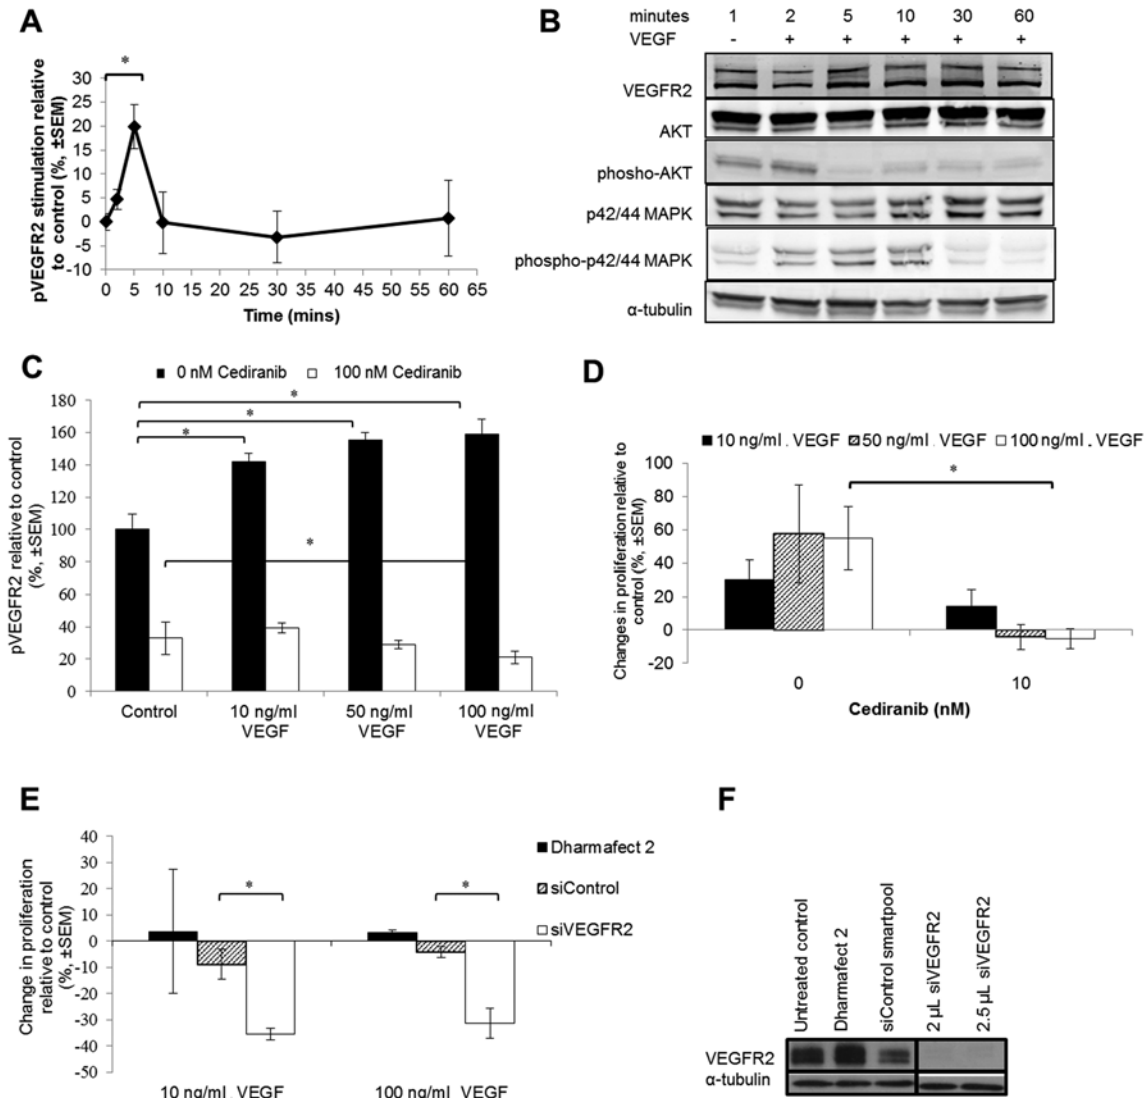 A
*
pVEGFR2 stimulation relative
to control (%, ±SEM)
30
25
20
15
10
5
0
-5
-10
0 5 10 15 20 25 30 35 40 45 50 55 60 65
Time (mins)
B
minutes 1 2 5 10 30 60
VEGF - + + + + +
VEGFR2
AKT
phosho-AKT
p42/44 MAPK
phospho-p42/44 MAPK
α-tubulin
C
0 nM Cediranib 100 nM Cediranib
pVEGFR2 relative to control
(%, ±SEM)
180
160
140
120
100
80
60
40
20
0
*
*
*
*
Control 10 ng/ml 50 ng/ml 100 ng/ml
VEGF VEGF VEGF
D
10 ng/ml . VEGF 50 ng/ml . VEGF 100 ng/ml . VEGF
Changes in proliferation relative to
control (%, ±SEM)
100
80
60
40
20
0
-20
*
0 10
Cediranib (nM)
E
Change in proliferation
relative to control
(%, ±SEM)
40
30
20
10
0
-10
-20
-30
-40
-50
* *
Dharmafect 2
siControl
siVEGFR2
10 ng/ml . VEGF 100 ng/ml . VEGF
F
Untreated control
Dharmafect 2
siControl smartpool
2 µL siVEGFR2
2.5 µL siVEGFR2
VEGFR2
α-tubulin